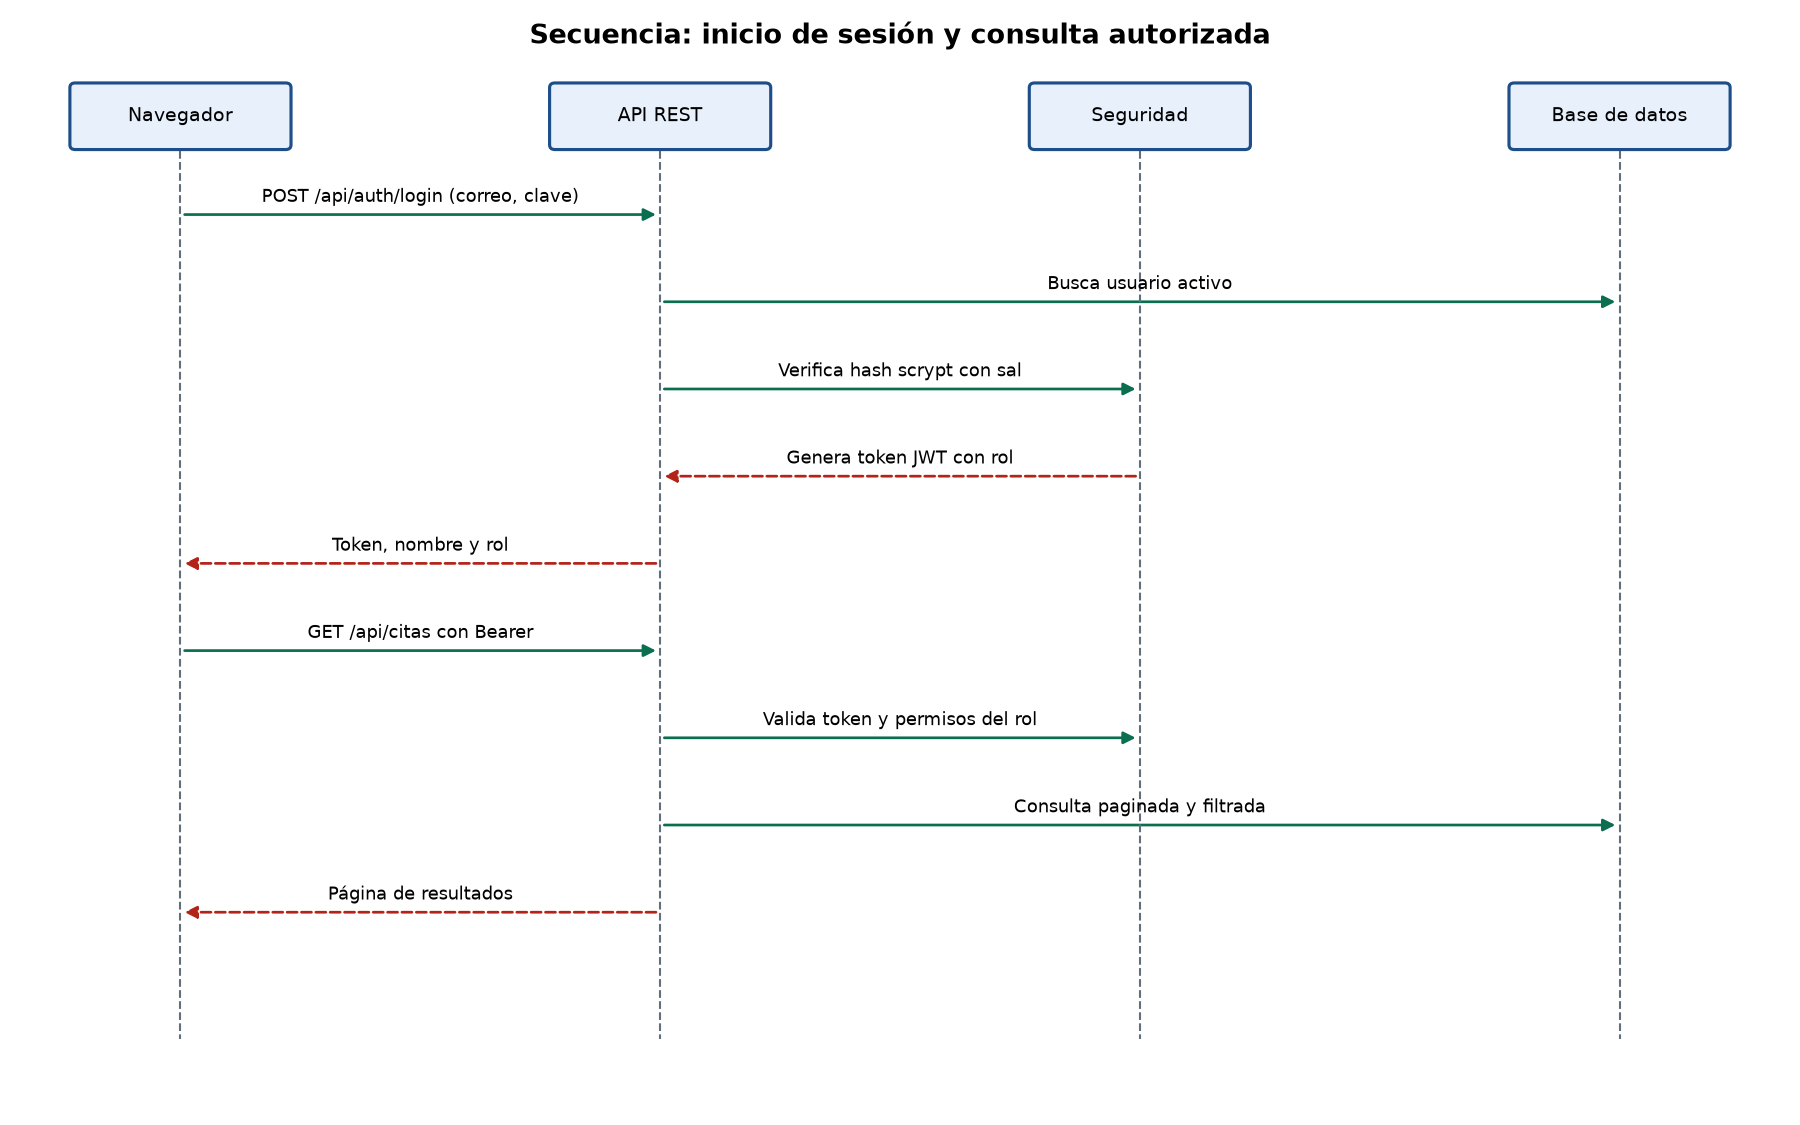 Secuencia: inicio de sesión y consulta autorizada
Navegador
API REST
Seguridad
Base de datos
POST /api/auth/login (correo, clave)
Busca usuario activo
Verifica hash scrypt con sal
Genera token JWT con rol
Token, nombre y rol
GET /api/citas con Bearer
Valida token y permisos del rol
Consulta paginada y filtrada
Página de resultados